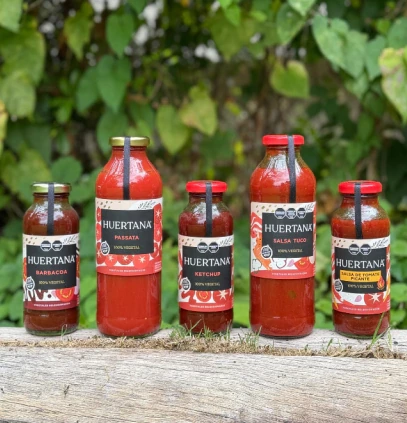 HUERTANA
BARBACOA
100% VEGETAL
HUERTANA
PASSATA
100% VEGETAL
HUERTANA
KETCHUP
100% VEGETAL
HUERTANA
SALSA TUCO
100% VEGETAL
HUERTANA
SALSA DE TOMATE
PICANTE
100% VEGETAL